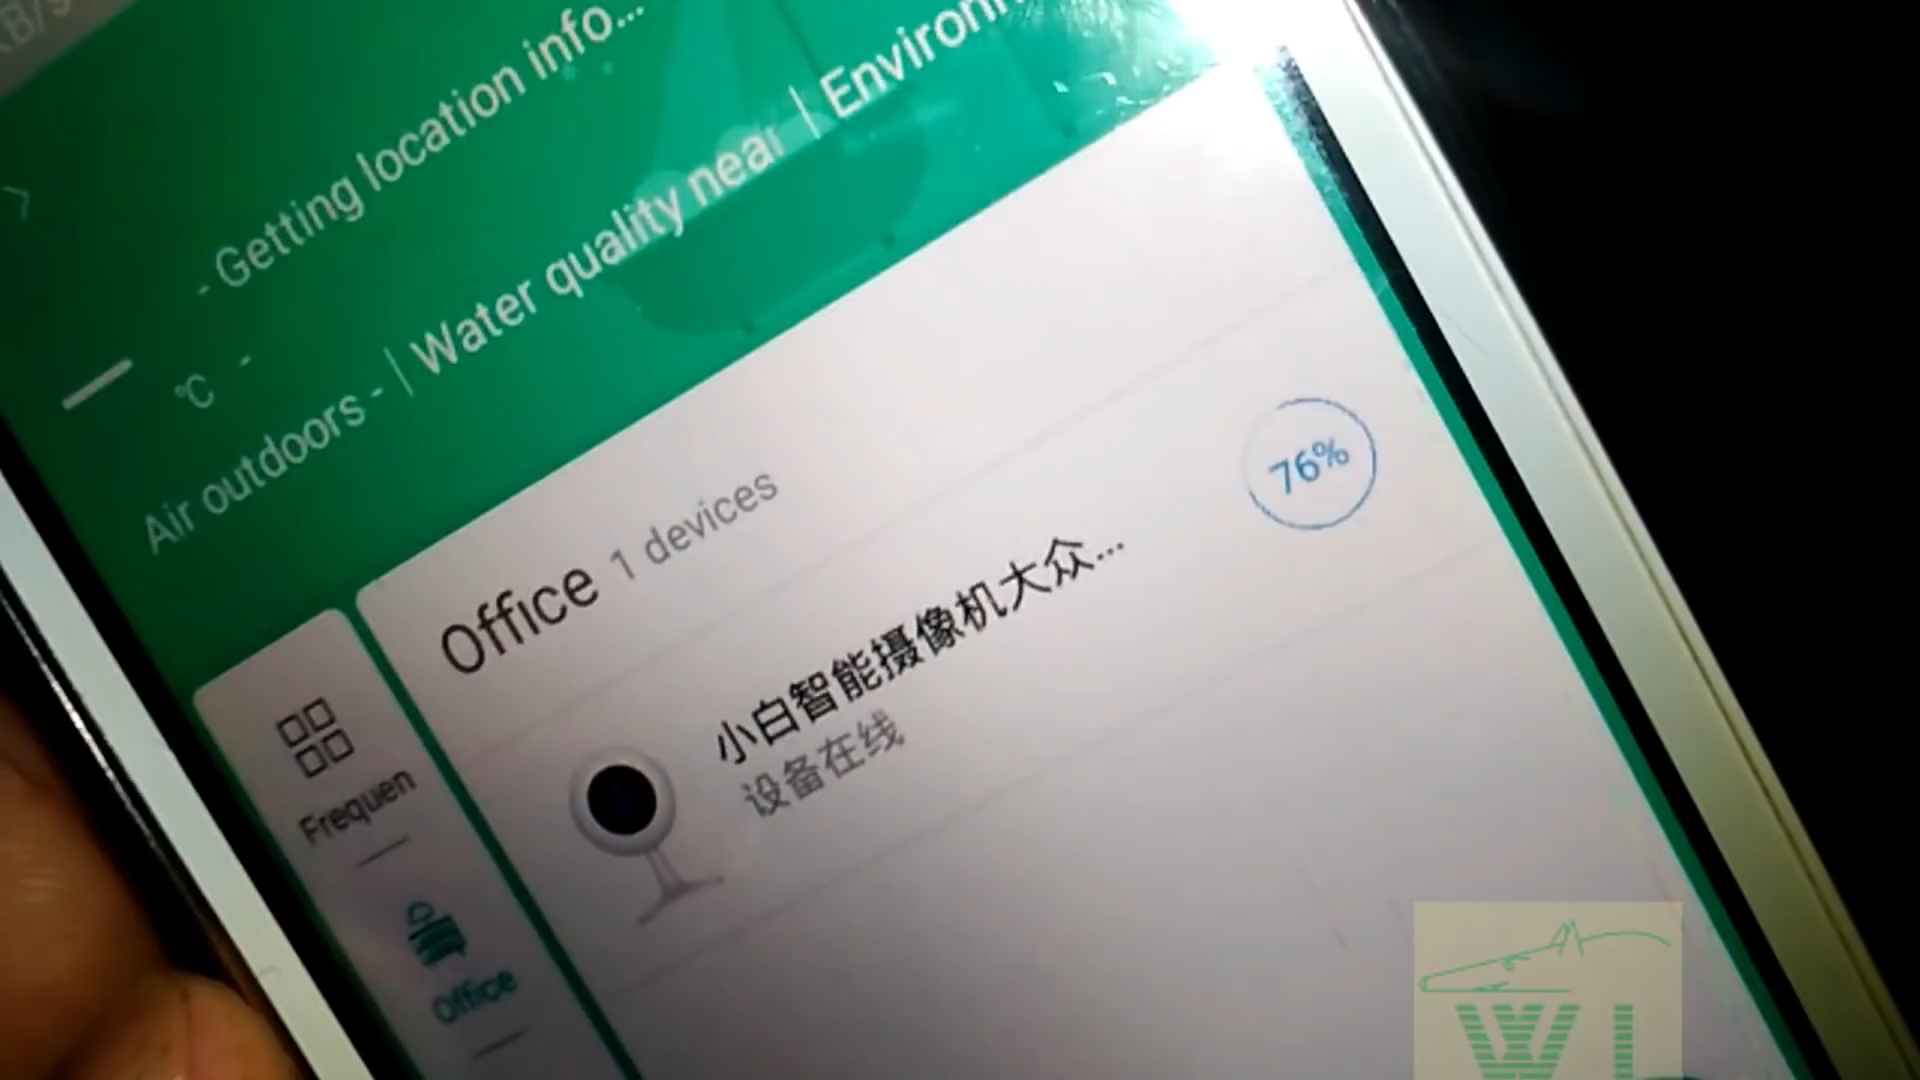 - Getting location info...
℃ -
Air outdoors - | Water quality near |
Office 1 devices
76%
小白智能摄像机大众...
设备在线
Frequen
Office